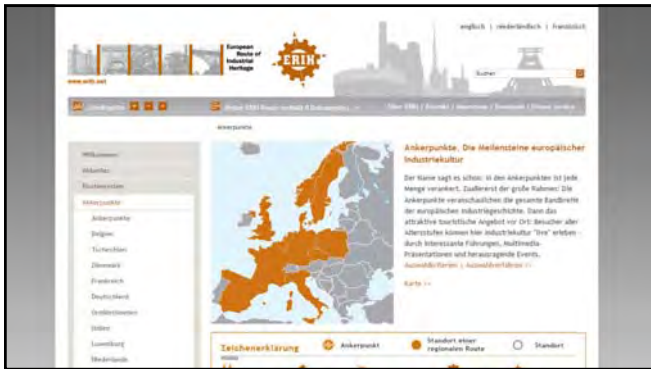 englisch | niederländisch | französisch
European
Route of
Industrial
Heritage
ERIH
www.erih.net
Suchen
Ankerpunkte
Willkommen
Aktuelles
Ankerpunkte
Ankerpunkte
Belgien
Tschechien
Dänemark
Frankreich
Deutschland
Großbritannien
Italien
Luxemburg
Niederlande
Ankerpunkte. Die Meilensteine europäischer
Industriekultur
Der Name sagt es schon: in den Ankerpunkten ist jede
Menge verankert. Zuallererst der große Rahmen: Die
Ankerpunkte veranschaulichen die gesamte Bandbreite
der europäischen Industriegeschichte. Dann das
attraktive touristische Angebot vor Ort: Besucher aller
Altersstufen können hier Industriekultur "live" erleben -
durch interessante Führungen, Multimedia-
Präsentationen und herausragende Events.
Auswahlkriterien | Auswahlverfahren >>
Karte >>
Zeichenerklärung
Ankerpunkt
Standort einer
regionalen Route
Standort